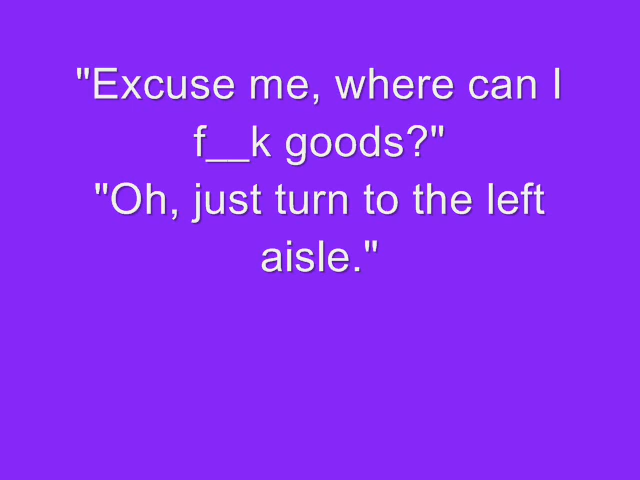 "Excuse me, where can I
f__k goods?"
"Oh, just turn to the left
aisle."